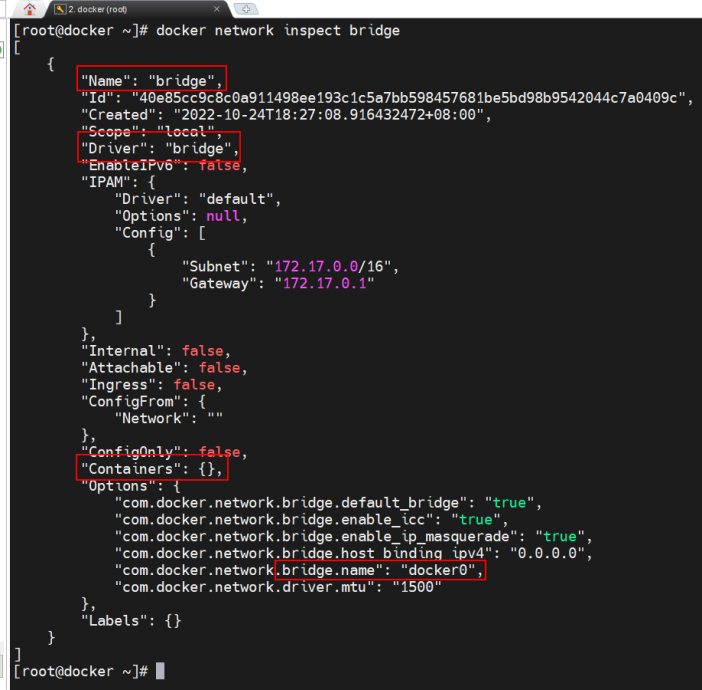 2. docker (root)
[root@docker ~]# docker network inspect bridge
[
    {
        "Name": "bridge",
        "Id": "40e85cc9c8c0a911498ee193c1c5a7bb598457681be5bd98b9542044c7a0409c",
        "Created": "2022-10-24T18:27:08.916432472+08:00",
        "Scope": "local",
        "Driver": "bridge",
        "EnableIPv6": false,
        "IPAM": {
            "Driver": "default",
            "Options": null,
            "Config": [
                {
                    "Subnet": "172.17.0.0/16",
                    "Gateway": "172.17.0.1"
                }
            ]
        },
        "Internal": false,
        "Attachable": false,
        "Ingress": false,
        "ConfigFrom": {
            "Network": ""
        },
        "ConfigOnly": false,
        "Containers": {},
        "Options": {
            "com.docker.network.bridge.default_bridge": "true",
            "com.docker.network.bridge.enable_icc": "true",
            "com.docker.network.bridge.enable_ip_masquerade": "true",
            "com.docker.network.bridge.host_binding_ipv4": "0.0.0.0",
            "com.docker.network.bridge.name": "docker0",
            "com.docker.network.driver.mtu": "1500"
        },
        "Labels": {}
    }
]
[root@docker ~]#